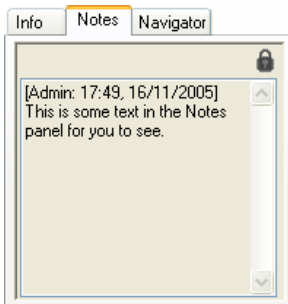 Info Notes Navigator
[Admin: 17:49, 16/11/2005]
This is some text in the Notes
panel for you to see.